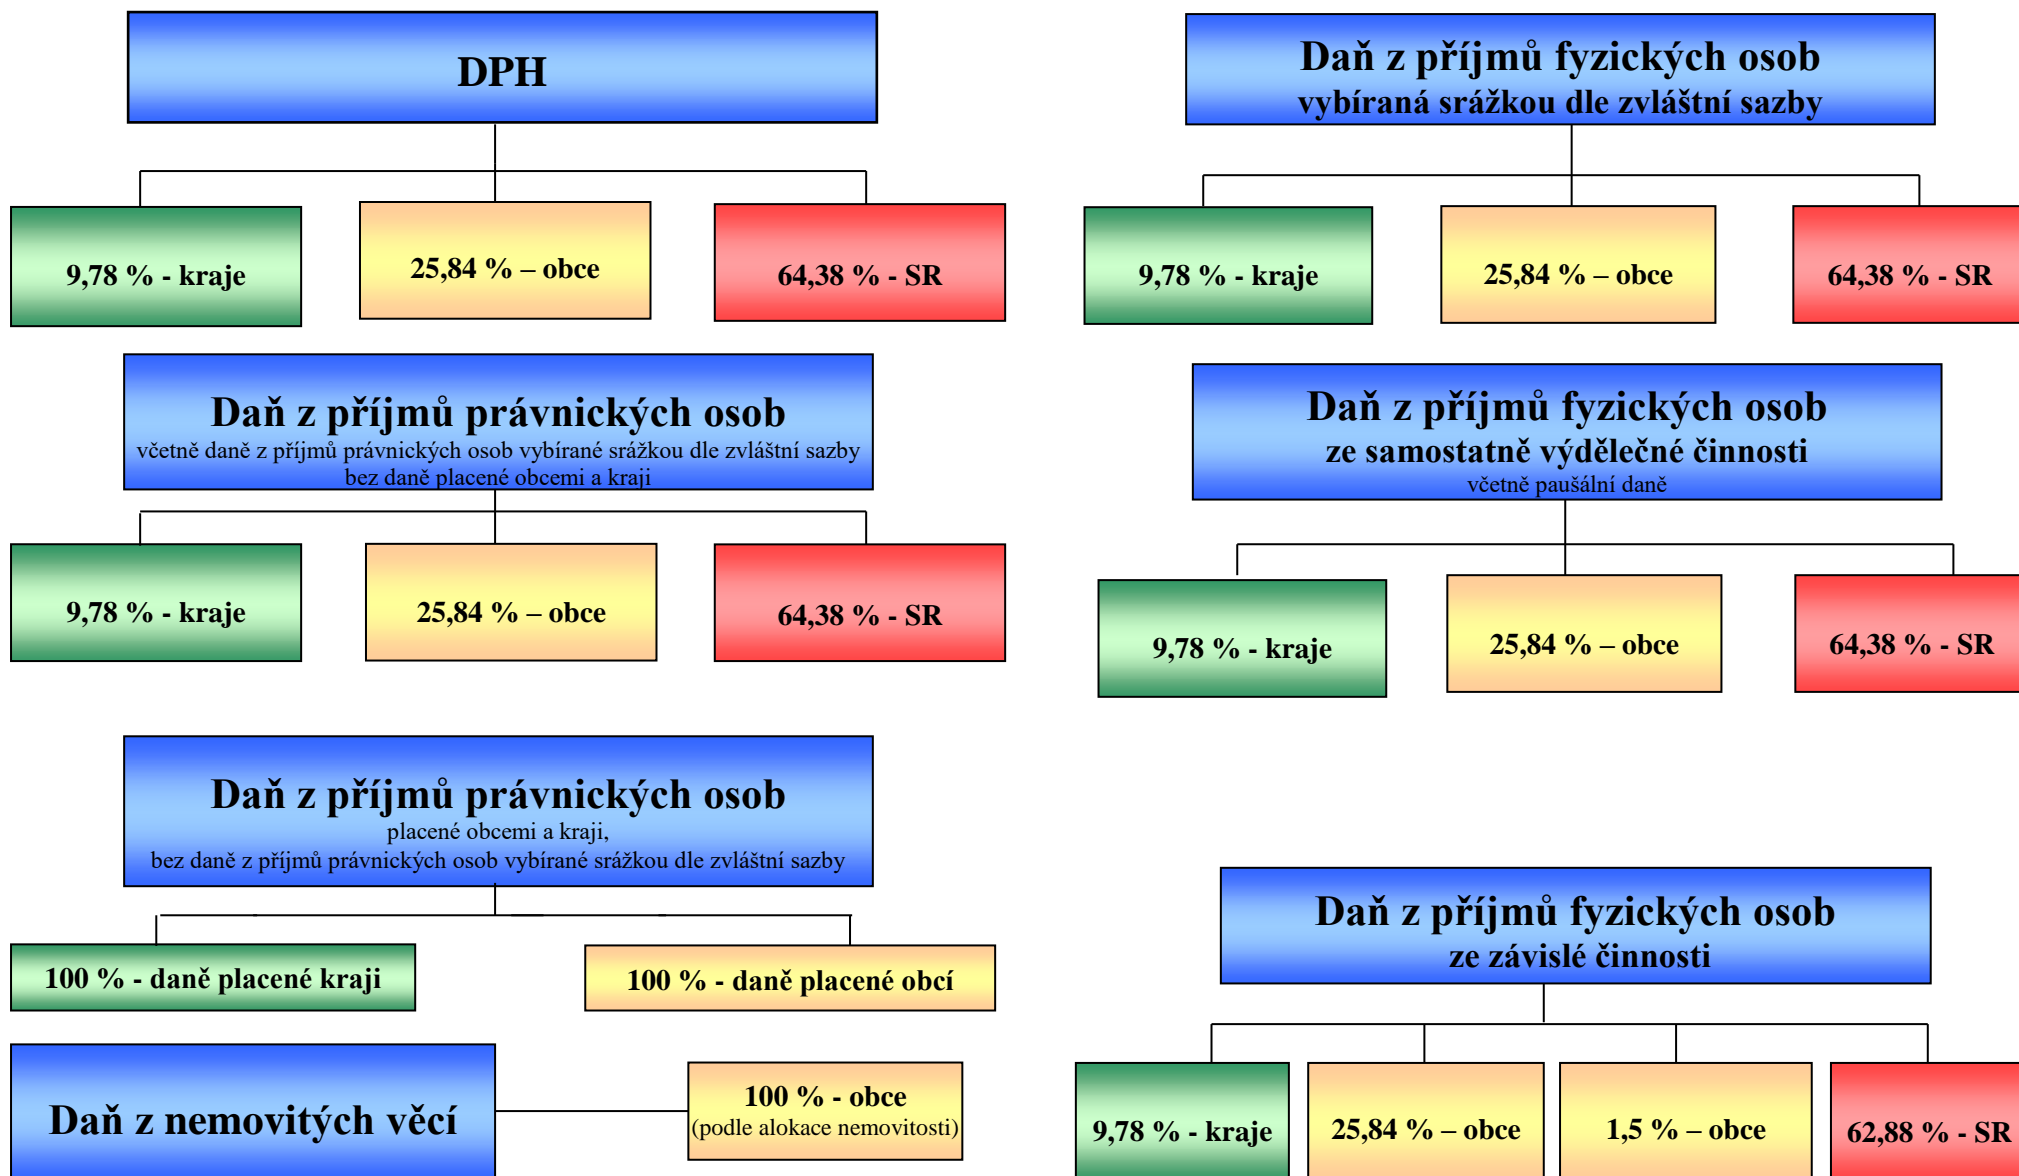 DPH
9,78 % - kraje
25,84 % – obce
64,38 % - SR
Daň z příjmů právnických osob
včetně daně z příjmů právnických osob vybírané srážkou dle zvláštní sazby
bez daně placené obcemi a kraji
9,78 % - kraje
25,84 % – obce
64,38 % - SR
Daň z příjmů právnických osob
placené obcemi a kraji,
bez daně z příjmů právnických osob vybírané srážkou dle zvláštní sazby
100 % - daně placené kraji
100 % - daně placené obcí
Daň z nemovitých věcí
100 % - obce
(podle alokace nemovitosti)
Daň z příjmů fyzických osob
vybíraná srážkou dle zvláštní sazby
9,78 % - kraje
25,84 % – obce
64,38 % - SR
Daň z příjmů fyzických osob
ze samostatně výdělečné činnosti
včetně paušální daně
9,78 % - kraje
25,84 % – obce
64,38 % - SR
Daň z příjmů fyzických osob
ze závislé činnosti
9,78 % - kraje
25,84 % – obce
1,5 % – obce
62,88 % - SR